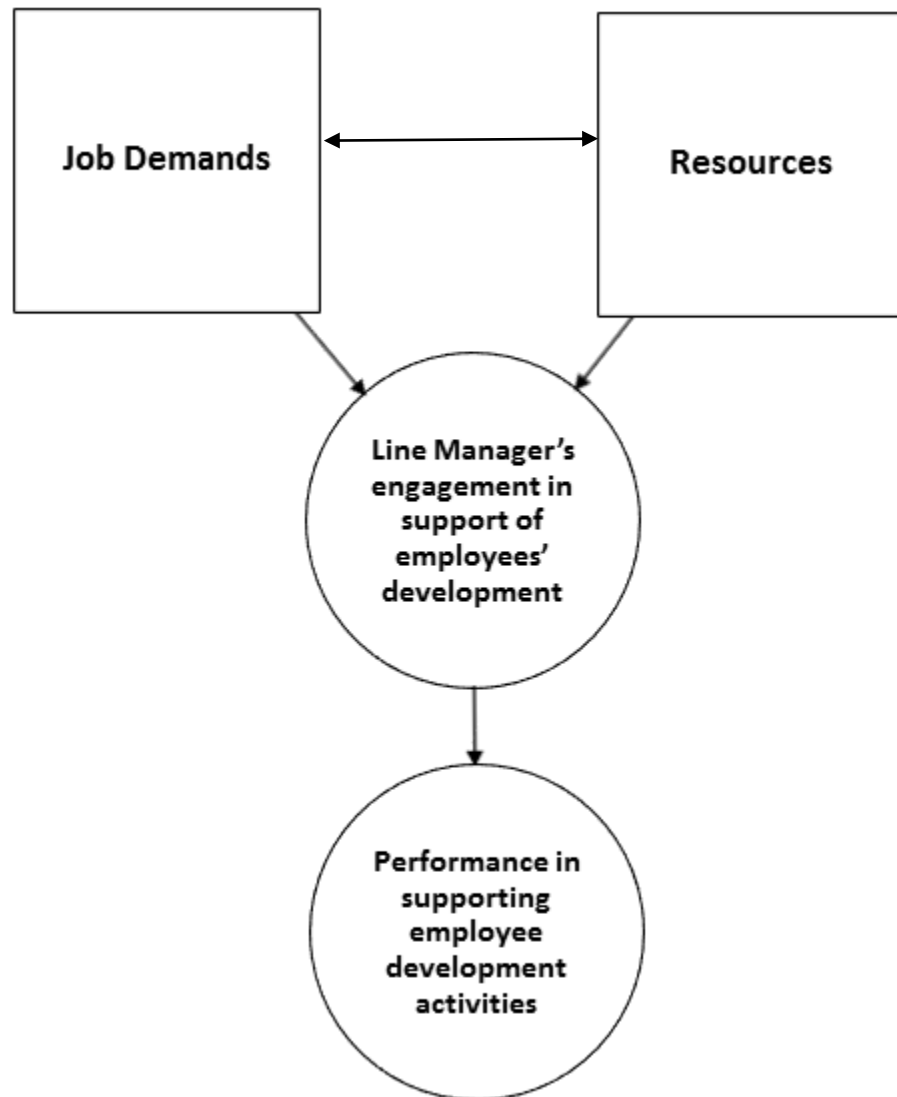 Job Demands
Resources
Line Manager’s
engagement in
support of
employees’
development
Performance in
supporting
employee
development
activities